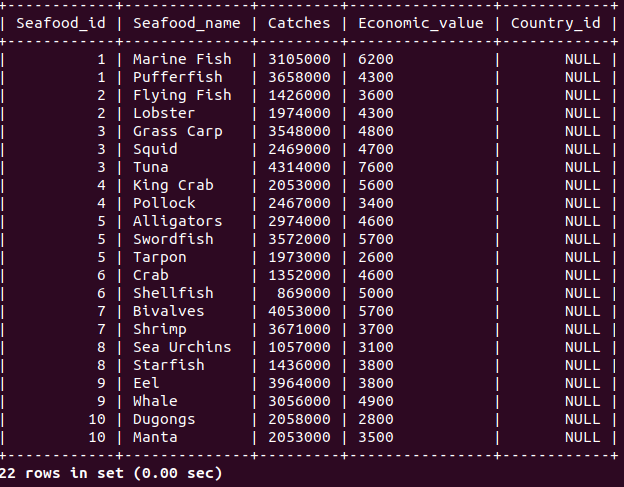 +------------+--------------+---------+----------------+------------+
| Seafood_id | Seafood_name | Catches | Economic_value | Country_id |
+------------+--------------+---------+----------------+------------+
|          1 | Marine Fish  | 3105000 | 6200           |       NULL |
|          1 | Pufferfish   | 3658000 | 4300           |       NULL |
|          2 | Flying Fish  | 1426000 | 3600           |       NULL |
|          2 | Lobster      | 1974000 | 4300           |       NULL |
|          3 | Grass Carp   | 3548000 | 4800           |       NULL |
|          3 | Squid        | 2469000 | 4700           |       NULL |
|          3 | Tuna         | 4314000 | 7600           |       NULL |
|          4 | King Crab    | 2053000 | 5600           |       NULL |
|          4 | Pollock      | 2467000 | 3400           |       NULL |
|          5 | Alligators   | 2974000 | 4600           |       NULL |
|          5 | Swordfish    | 3572000 | 5700           |       NULL |
|          5 | Tarpon       | 1973000 | 2600           |       NULL |
|          6 | Crab         | 1352000 | 4600           |       NULL |
|          6 | Shellfish    |  869000 | 5000           |       NULL |
|          7 | Bivalves     | 4053000 | 5700           |       NULL |
|          7 | Shrimp       | 3671000 | 3700           |       NULL |
|          8 | Sea Urchins  | 1057000 | 3100           |       NULL |
|          8 | Starfish     | 1436000 | 3800           |       NULL |
|          9 | Eel          | 3964000 | 3800           |       NULL |
|          9 | Whale        | 3056000 | 4900           |       NULL |
|         10 | Dugongs      | 2058000 | 2800           |       NULL |
|         10 | Manta        | 2053000 | 3500           |       NULL |
+------------+--------------+---------+----------------+------------+
22 rows in set (0.00 sec)